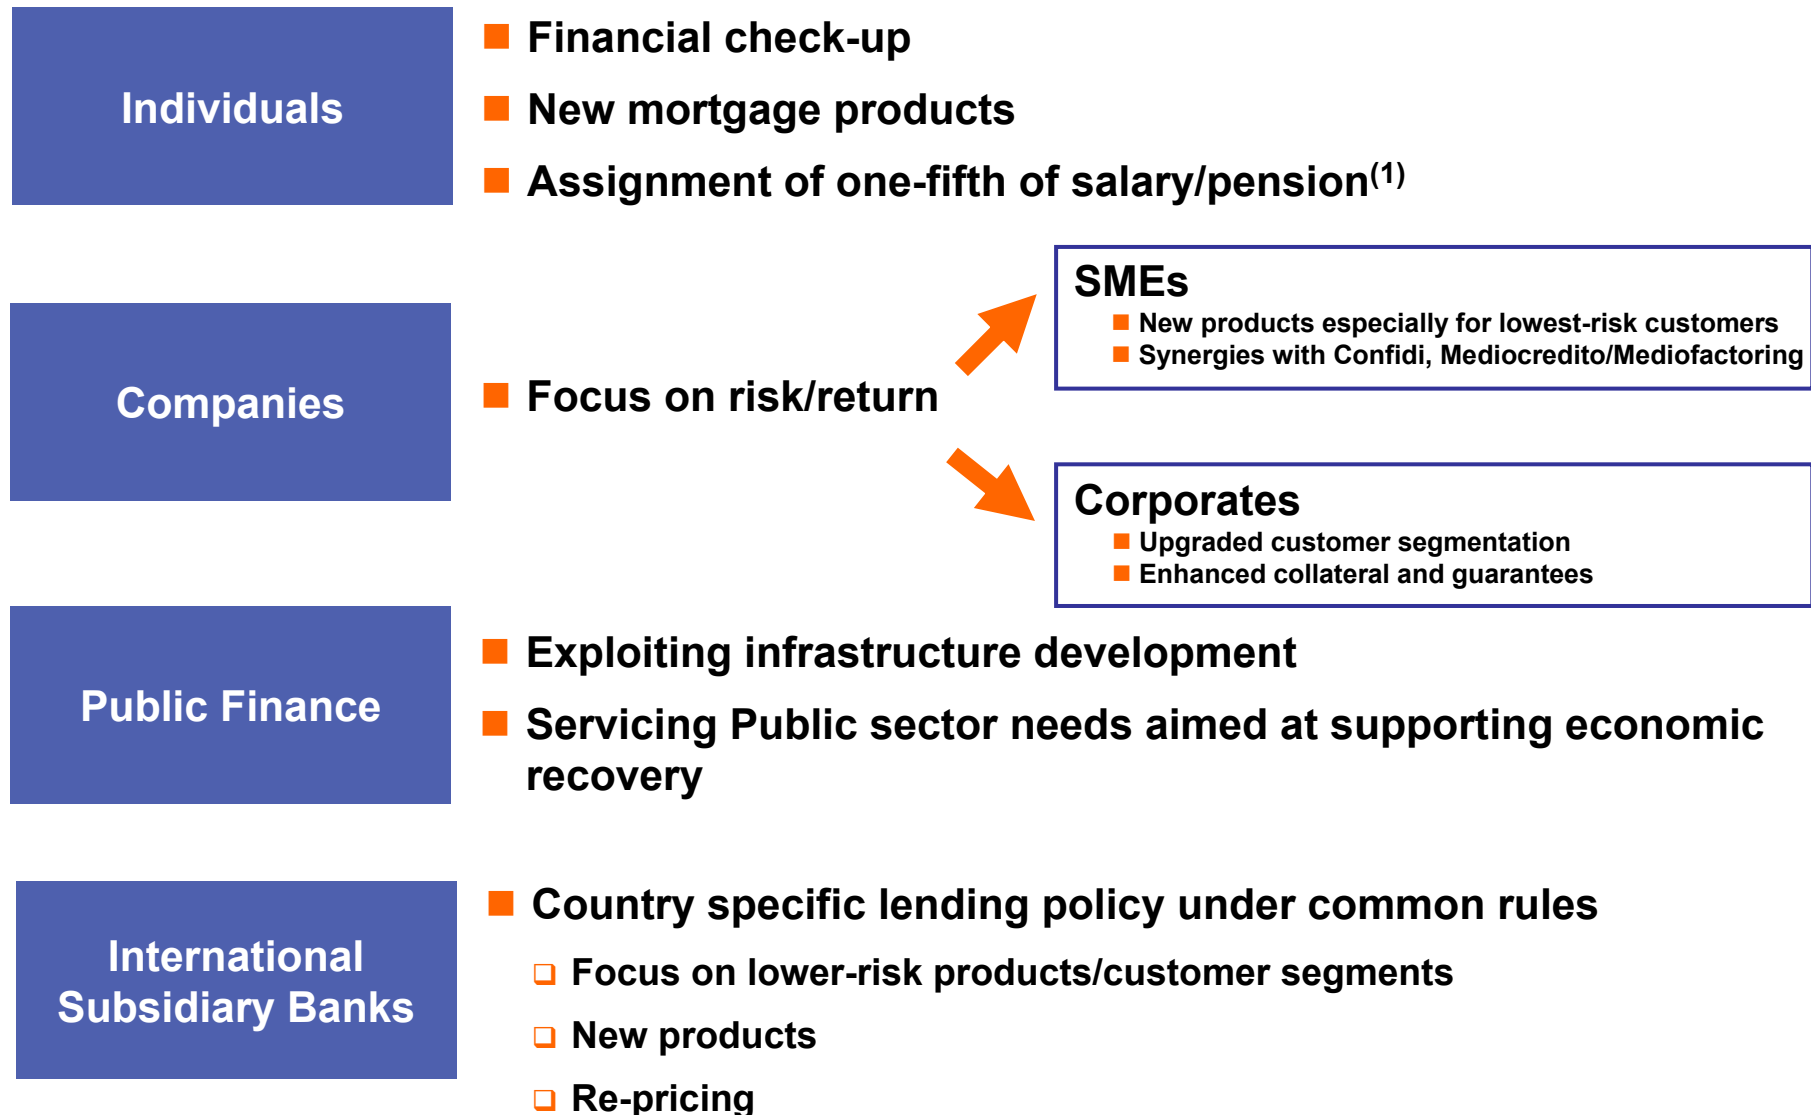 Individuals
Financial check-up
New mortgage products
Assignment of one-fifth of salary/pension(1)
Companies
Focus on risk/return
SMEs
New products especially for lowest-risk customers
Synergies with Confidi, Mediocredito/Mediofactoring
Corporates
Upgraded customer segmentation
Enhanced collateral and guarantees
Public Finance
Exploiting infrastructure development
Servicing Public sector needs aimed at supporting economic
recovery
International
Subsidiary Banks
Country specific lending policy under common rules
Focus on lower-risk products/customer segments
New products
Re-pricing